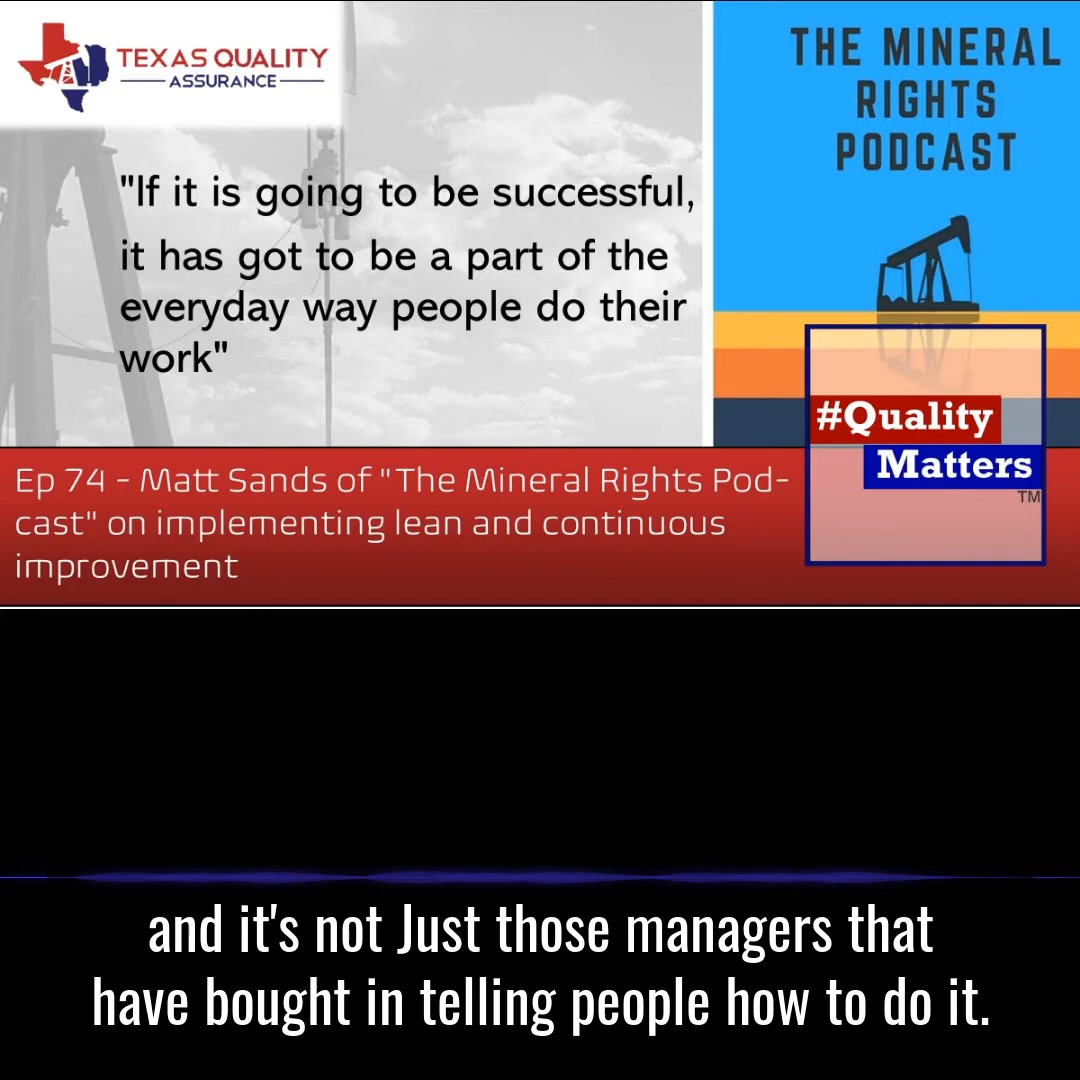 TEXAS QUALITY
ASSURANCE
THE MINERAL
RIGHTS
PODCAST
"If it is going to be successful,
it has got to be a part of the
everyday way people do their
work"
#Quality
Matters
TM
Ep 74 - Matt Sands of "The Mineral Rights Pod-
cast" on implementing lean and continuous
improvement
and it's not Just those managers that
have bought in telling people how to do it.